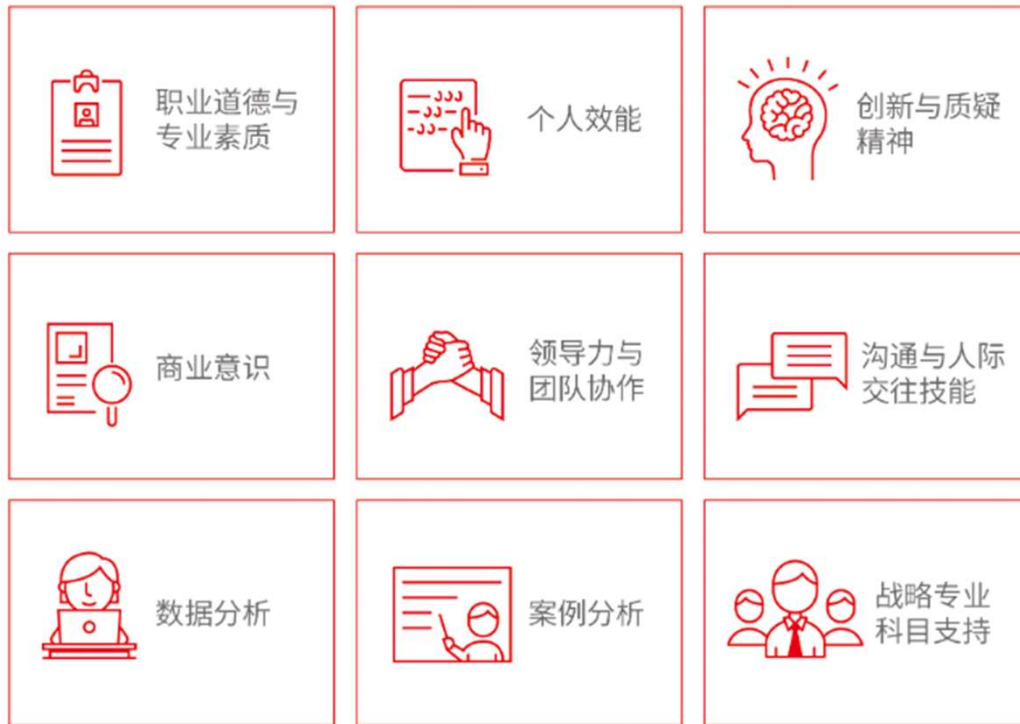 职业道德与
专业素质
个人效能
创新与质疑
精神
商业意识
领导力与
团队协作
沟通与人际
交往技能
数据分析
案例分析
战略专业
科目支持